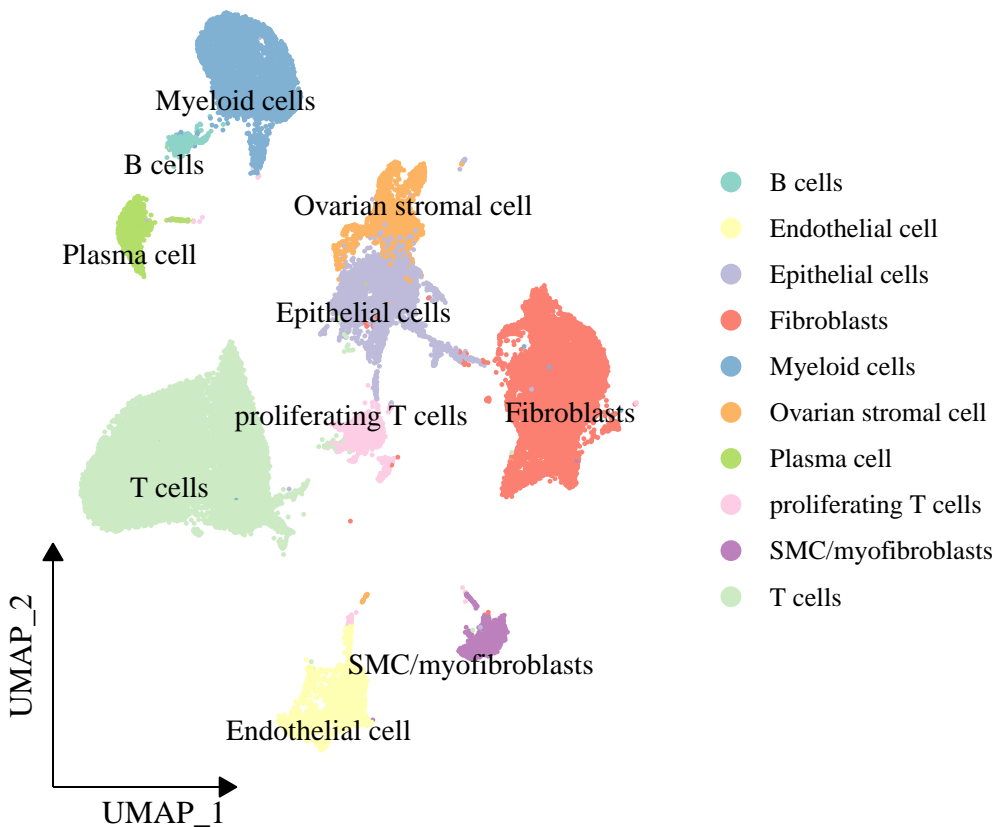 Myeloid cells
B cells
Ovarian stromal cell
Plasma cell
Epithelial cells
proliferating T cells
Fibroblasts
T cells
SMC/myofibroblasts
Endothelial cell
UMAP_2
UMAP_1
B cells
Endothelial cell
Epithelial cells
Fibroblasts
Myeloid cells
Ovarian stromal cell
Plasma cell
proliferating T cells
SMC/myofibroblasts
T cells